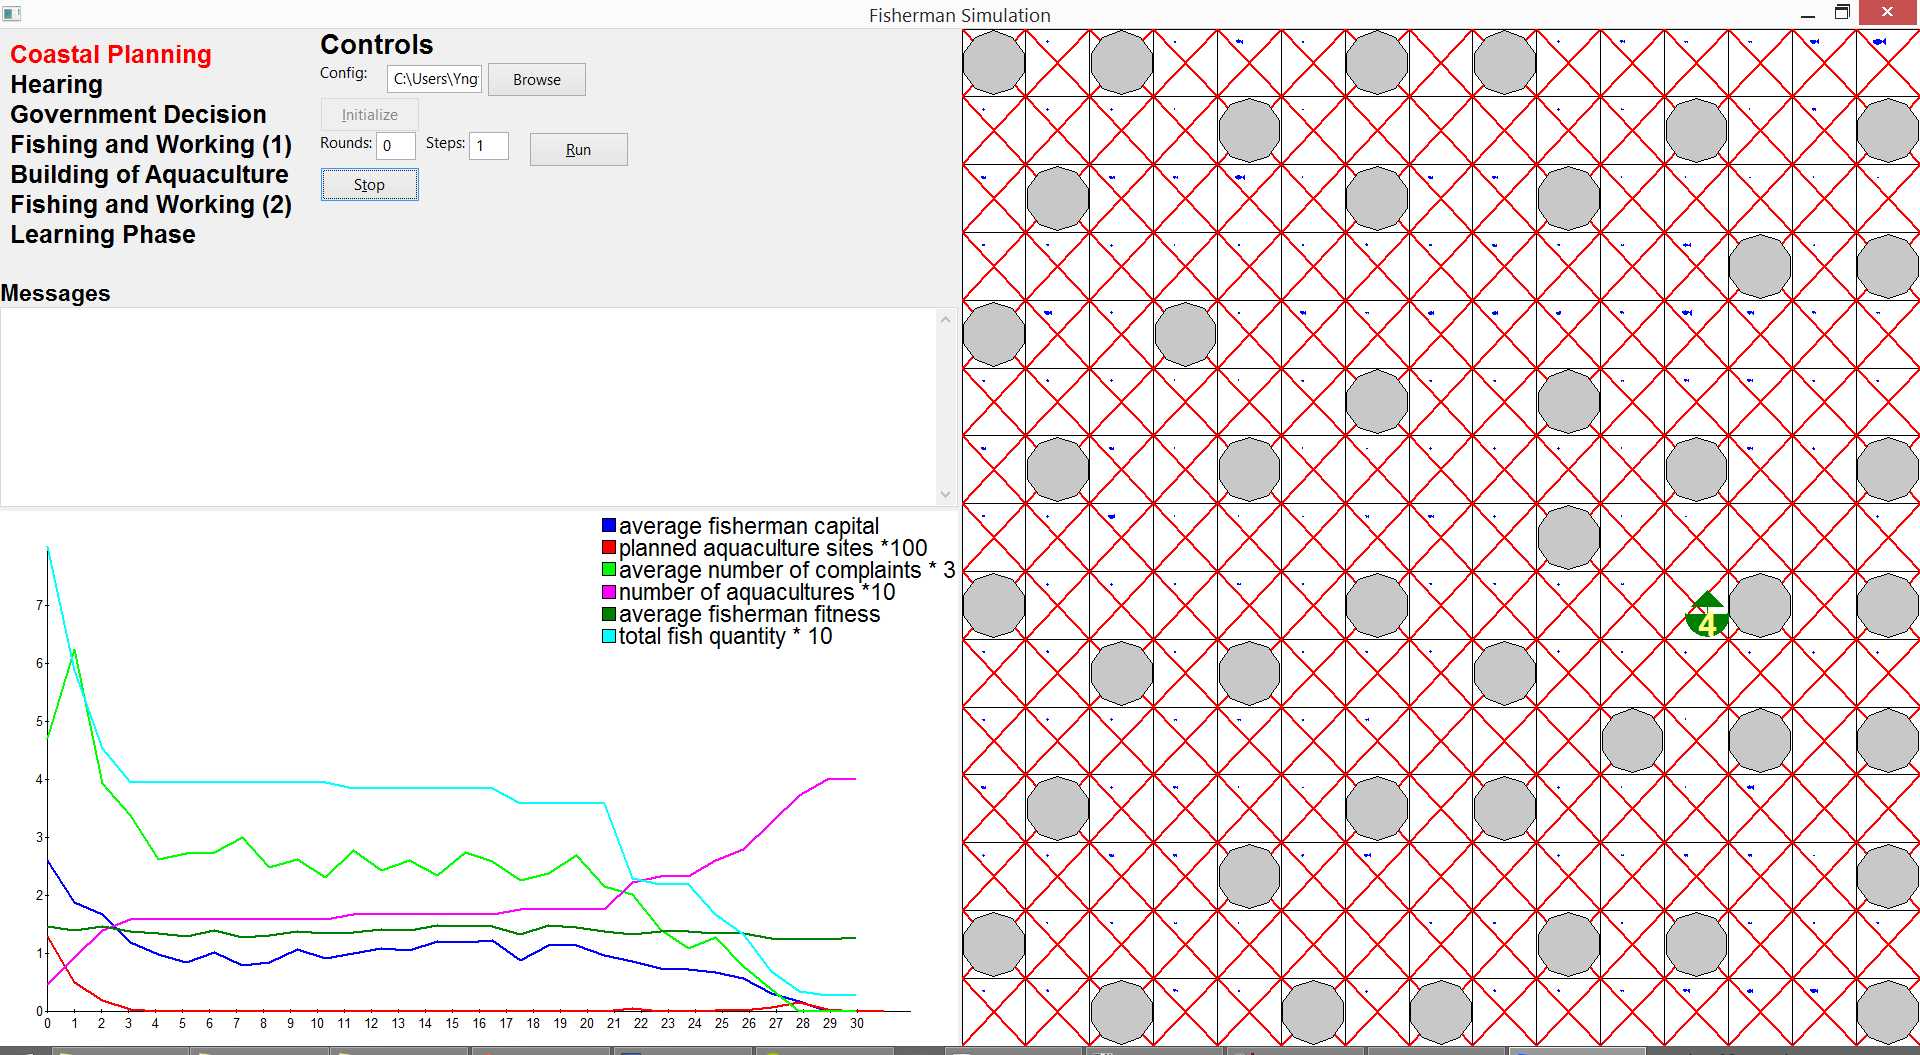 Fisherman Simulation
Coastal Planning
Hearing
Government Decision
Fishing and Working (1)
Building of Aquaculture
Fishing and Working (2)
Learning Phase
Controls
Config: C:\Users\Yng Browse
Initialize
Rounds: 0 Steps: 1 Run
Stop
Messages
average fisherman capital
planned aquaculture sites *100
average number of complaints * 3
number of aquacultures *10
average fisherman fitness
total fish quantity * 10
7
6
5
4
3
2
1
0
0 1 2 3 4 5 6 7 8 9 10 11 12 13 14 15 16 17 18 19 20 21 22 23 24 25 26 27 28 29 30
4